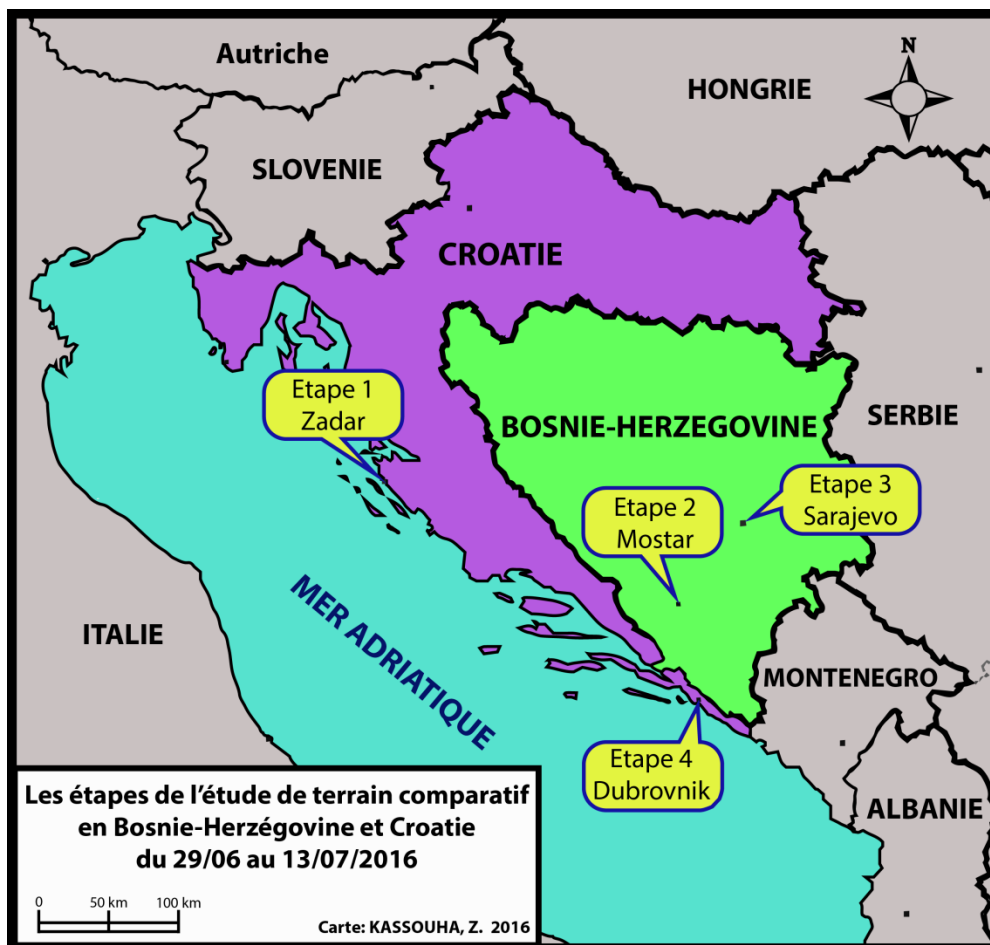 Autriche
HONGRIE
N
SLOVENIE
CROATIE
Etape 1
Zadar
BOSNIE-HERZEGOVINE
SERBIE
Etape 2
Mostar
Etape 3
Sarajevo
ITALIE
MER ADRIATIQUE
MONTENEGRO
Etape 4
Dubrovnik
ALBANIE
Les étapes de l'étude de terrain comparatif
en Bosnie-Herzégovine et Croatie
du 29/06 au 13/07/2016
0 50 km 100 km
Carte: KASSOUHA, Z. 2016